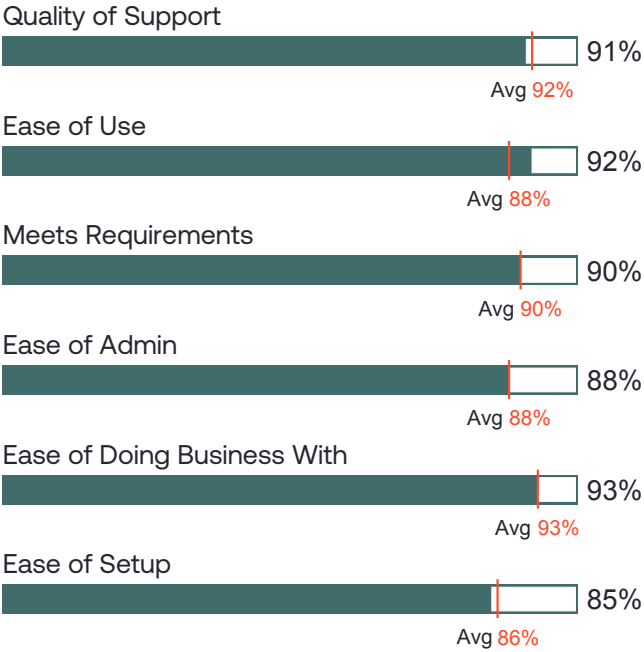 Quality of Support
91%
Avg 92%
Ease of Use
92%
Avg 88%
Meets Requirements
90%
Avg 90%
Ease of Admin
88%
Avg 88%
Ease of Doing Business With
93%
Avg 93%
Ease of Setup
85%
Avg 86%